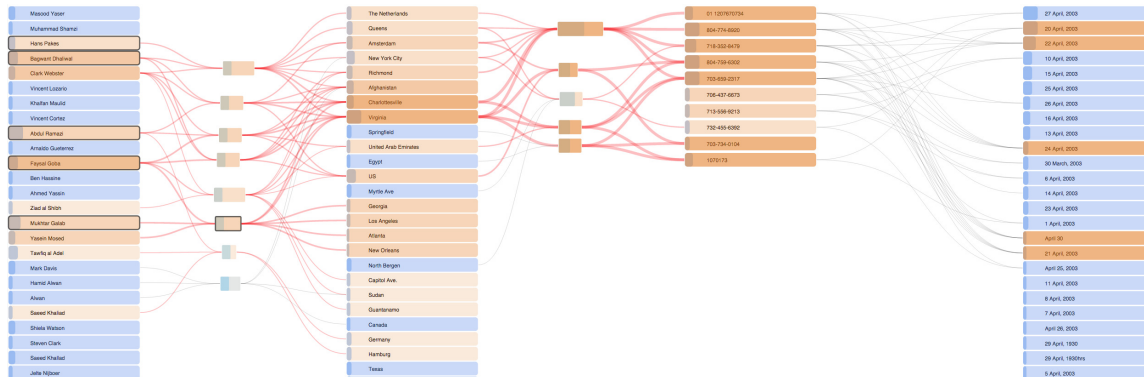 Masood Yaser
Muhammad Shamzi
Hans Pakes
Bagwant Dhaliwal
Clark Webster
Vincent Lozario
Khaltan Mauld
Vincent Cortez
Abdul Ramazi
Arnaldo Gueterrez
Faysal Goba
Ben Hassine
Ahmed Yassin
Ziad al Shibh
Mukhtar Galab
Yasein Mosed
Tawfiq al Adel
Mark Davis
Hamid Alwan
Alwan
Saeed Khallad
Shiela Watson
Steven Clark
Saeed Khallad
Jelle Nijboer
The Netherlands
Queens
Amsterdam
New York City
Richmond
Afghanistan
Charlottesville
Virginia
Springfield
United Arab Emirates
Egypt
US
Myrtle Ave
Georgia
Los Angeles
Atlanta
New Orleans
North Bergen
Capitol Ave.
Sudan
Guantanamo
Canada
Germany
Hamburg
Texas
01 1207670734
804-774-8920
718-352-8479
804-759-6302
703-659-2317
706-437-6673
713-556-9213
732-455-6392
703-734-0104
1070173
27 April, 2003
20 April, 2003
22 April, 2003
10 April, 2003
15 April, 2003
25 April, 2003
26 April, 2003
16 April, 2003
13 April, 2003
24 April, 2003
30 March, 2003
6 April, 2003
14 April, 2003
23 April, 2003
1 April, 2003
April 30
21 April, 2003
April 25, 2003
11 April, 2003
8 April, 2003
7 April, 2003
April 26, 2003
29 April, 1930
29 April, 1930hrs
5 April, 2003